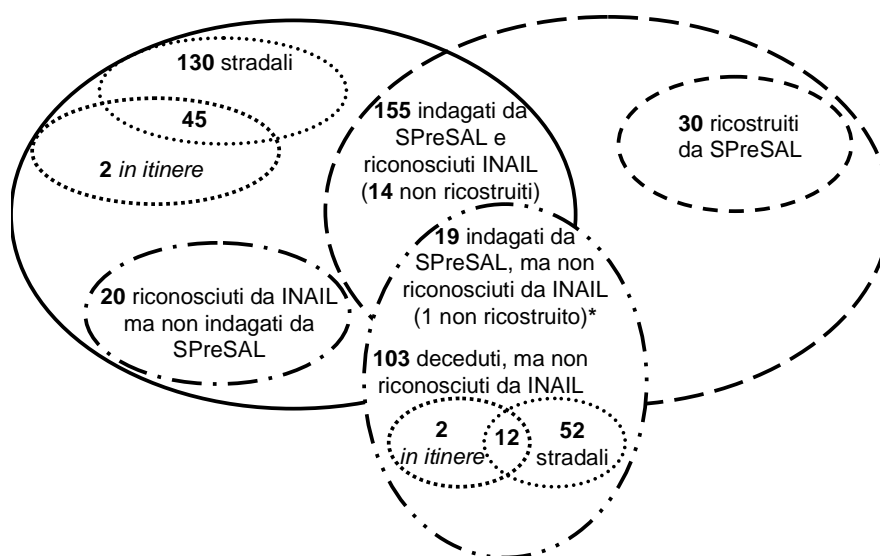 130 stradali
45
2 in itinere
155 indagati da
SPreSAL e
riconosciuti INAIL
(14 non ricostruiti)
30 ricostruiti
da SPreSAL
19 indagati da
SPreSAL, ma non
riconosciuti da INAIL
(1 non ricostruito)*
20 riconosciuti da INAIL
ma non indagati da
SPreSAL
103 deceduti, ma non
riconosciuti da INAIL
2
in itinere
12
52
stradali